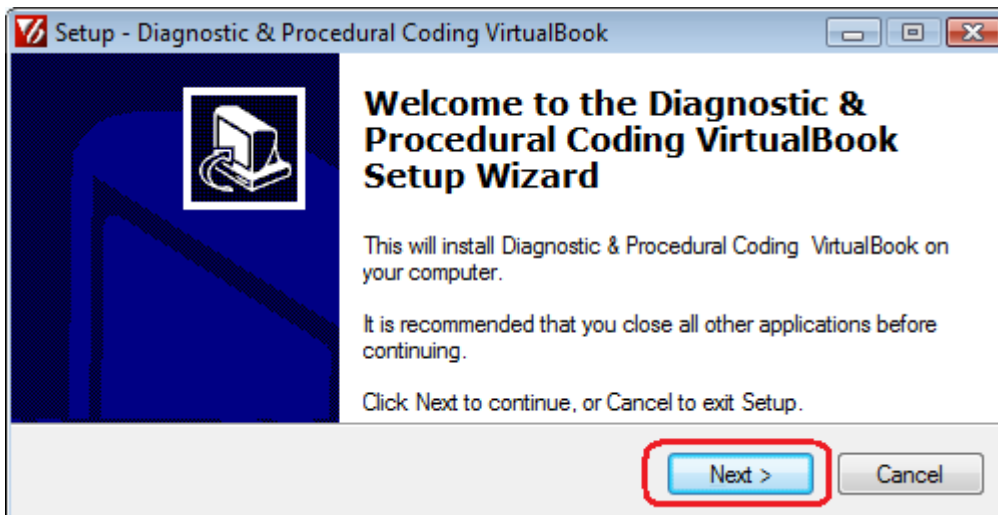 Setup - Diagnostic & Procedural Coding VirtualBook
Welcome to the Diagnostic &
Procedural Coding VirtualBook
Setup Wizard
This will install Diagnostic & Procedural Coding  VirtualBook on
your computer.
It is recommended that you close all other applications before
continuing.
Click Next to continue, or Cancel to exit Setup.
Next >
Cancel